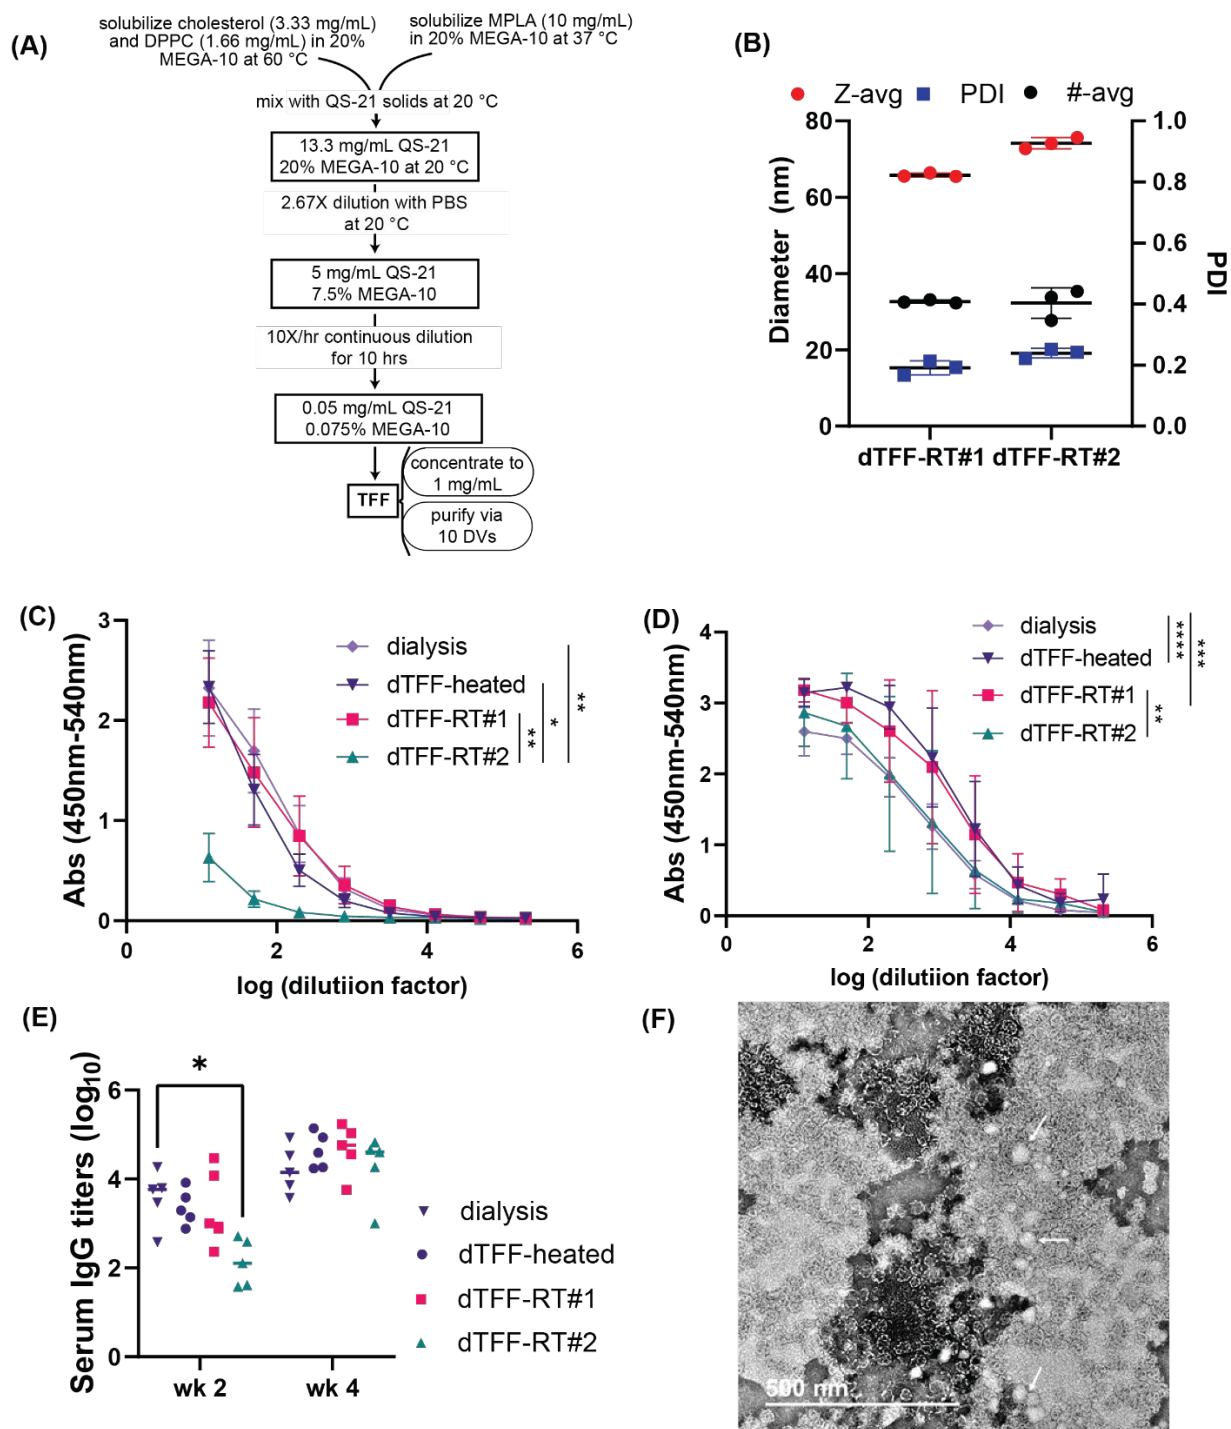 (A)
solubilize cholesterol (3.33 mg/mL)
and DPPC (1.66 mg/mL) in 20%
MEGA-10 at 60 °C
solubilize MPLA (10 mg/mL)
in 20% MEGA-10 at 37 °C
mix with QS-21 solids at 20 °C
13.3 mg/mL QS-21
20% MEGA-10 at 20 °C
2.67X dilution with PBS
at 20 °C
5 mg/mL QS-21
7.5% MEGA-10
10X/hr continuous dilution
for 10 hrs
0.05 mg/mL QS-21
0.075% MEGA-10
TFF
concentrate to
1 mg/mL
purify via
10 DVs
(B)
Z-avg PDI #-avg
Diameter (nm)
80
60
40
20
0
PDI
1.0
0.8
0.6
0.4
0.2
0.0
dTFF-RT#1 dTFF-RT#2
(C)
Abs (450nm-540nm)
3
2
1
0
0 2 4 6
log (dilutiion factor)
dialysis
dTFF-heated
dTFF-RT#1
dTFF-RT#2
**
*
**
(D)
Abs (450nm-540nm)
4
3
2
1
0
0 2 4 6
log (dilutiion factor)
dialysis
dTFF-heated
dTFF-RT#1
dTFF-RT#2
****
***
**
(E)
Serum IgG titers (log10)
6
4
2
0
*
wk 2 wk 4
dialysis
dTFF-heated
dTFF-RT#1
dTFF-RT#2
(F)
500 nm